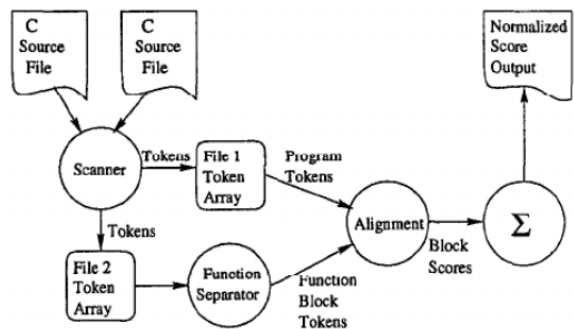 C
Source
File
C
Source
File
Normalized
Score
Output
Scanner
Tokens
File 1
Token
Array
Program
Tokens
Tokens
Alignment
Block
Scores
Σ
File 2
Token
Array
Function
Separator
Function
Block
Tokens